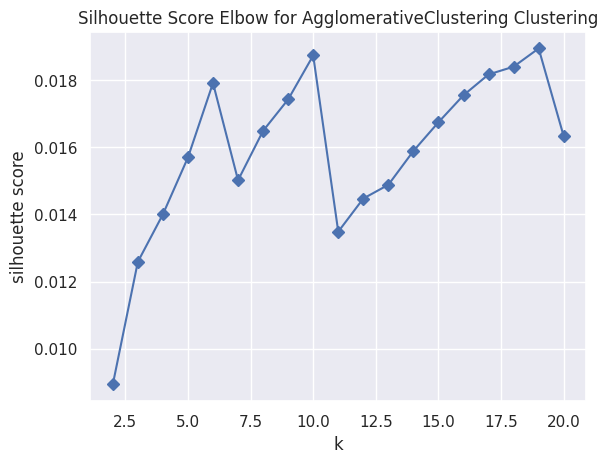 Silhouette Score Elbow for AgglomerativeClustering Clustering
0.018
0.016
0.014
0.012
0.010
silhouette score
2.5 5.0 7.5 10.0 12.5 15.0 17.5 20.0
k